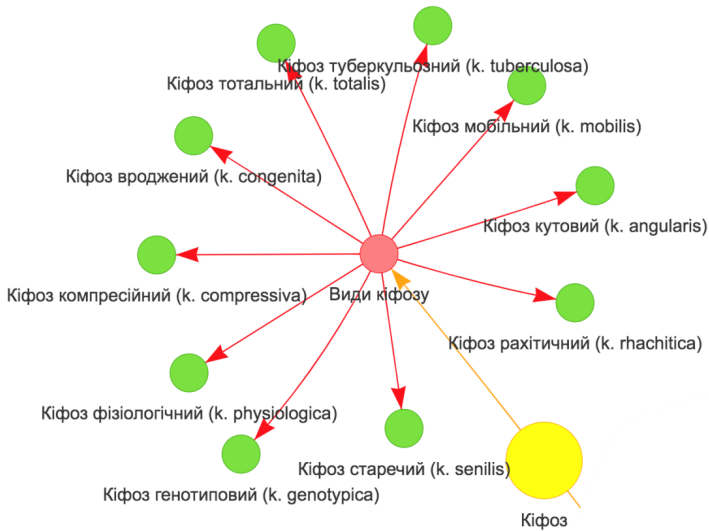 Кіфоз туберкульозний (k. tuberculosa)
Кіфоз тотальний (k. totalis)
Кіфоз мобільний (k. mobilis)
Кіфоз вроджений (k. congenita)
Кіфоз кутовий (k. angularis)
Кіфоз компресійний (k. compressiva)
Види кіфозу
Кіфоз рахітичний (k. rhachitica)
Кіфоз фізіологічний (k. physiologica)
Кіфоз старечий (k. senilis)
Кіфоз генотиповий (k. genotypica)
Кіфоз